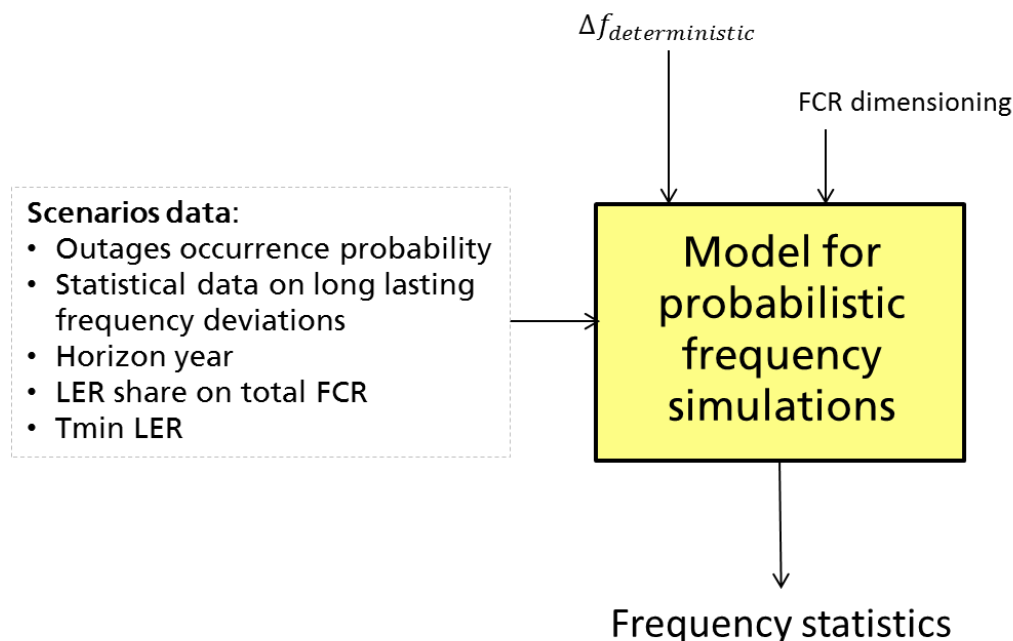 Δf_deterministic
FCR dimensioning
Scenarios data:
• Outages occurrence probability
• Statistical data on long lasting
frequency deviations
• Horizon year
• LER share on total FCR
• Tmin LER
Model for
probabilistic
frequency
simulations
Frequency statistics